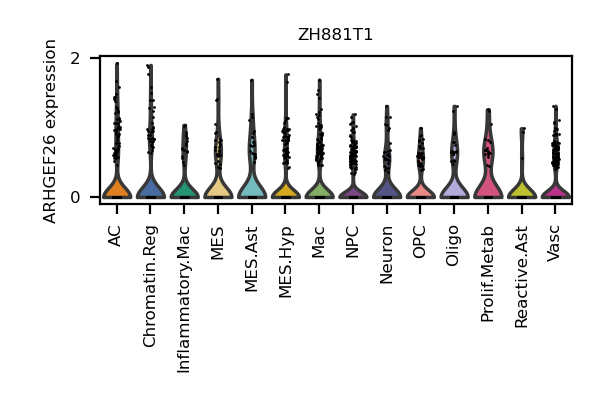 ZH881T1
ARHGEF26 expression
2
0
AC
Chromatin.Reg
Inflammatory.Mac
MES
MES.Ast
MES.Hyp
Mac
NPC
Neuron
OPC
Oligo
Prolif.Metab
Reactive.Ast
Vasc